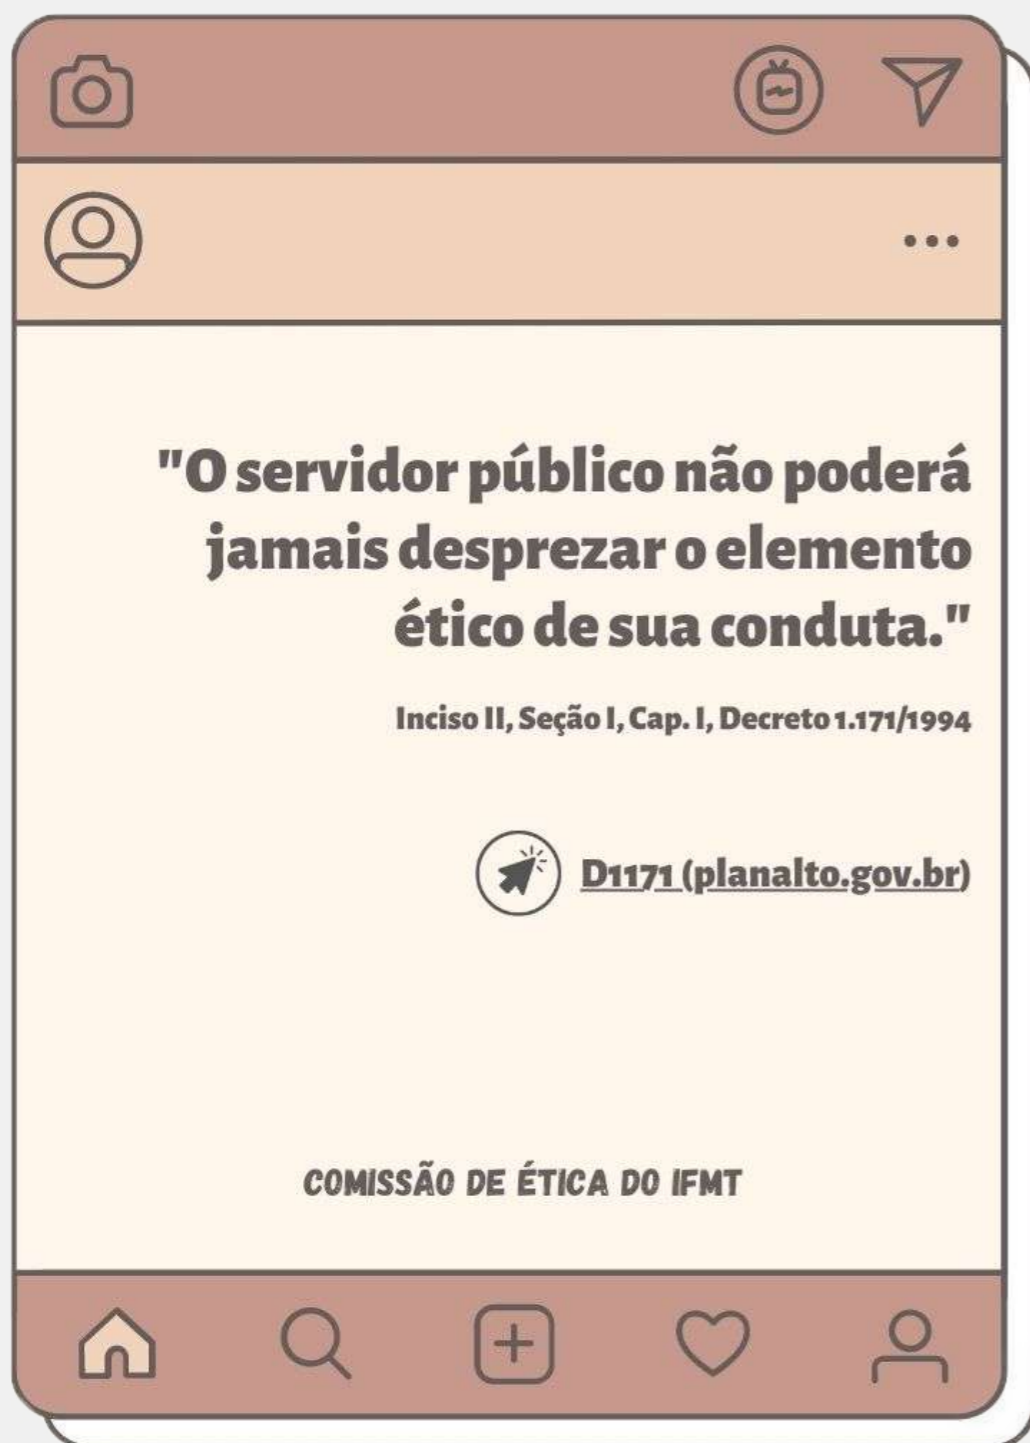 "O servidor público não poderá
jamais desprezar o elemento
ético de sua conduta."
Inciso II, Seção I, Cap. I, Decreto 1.171/1994
D1171 (planalto.gov.br)
COMISSÃO DE ÉTICA DO IFMT